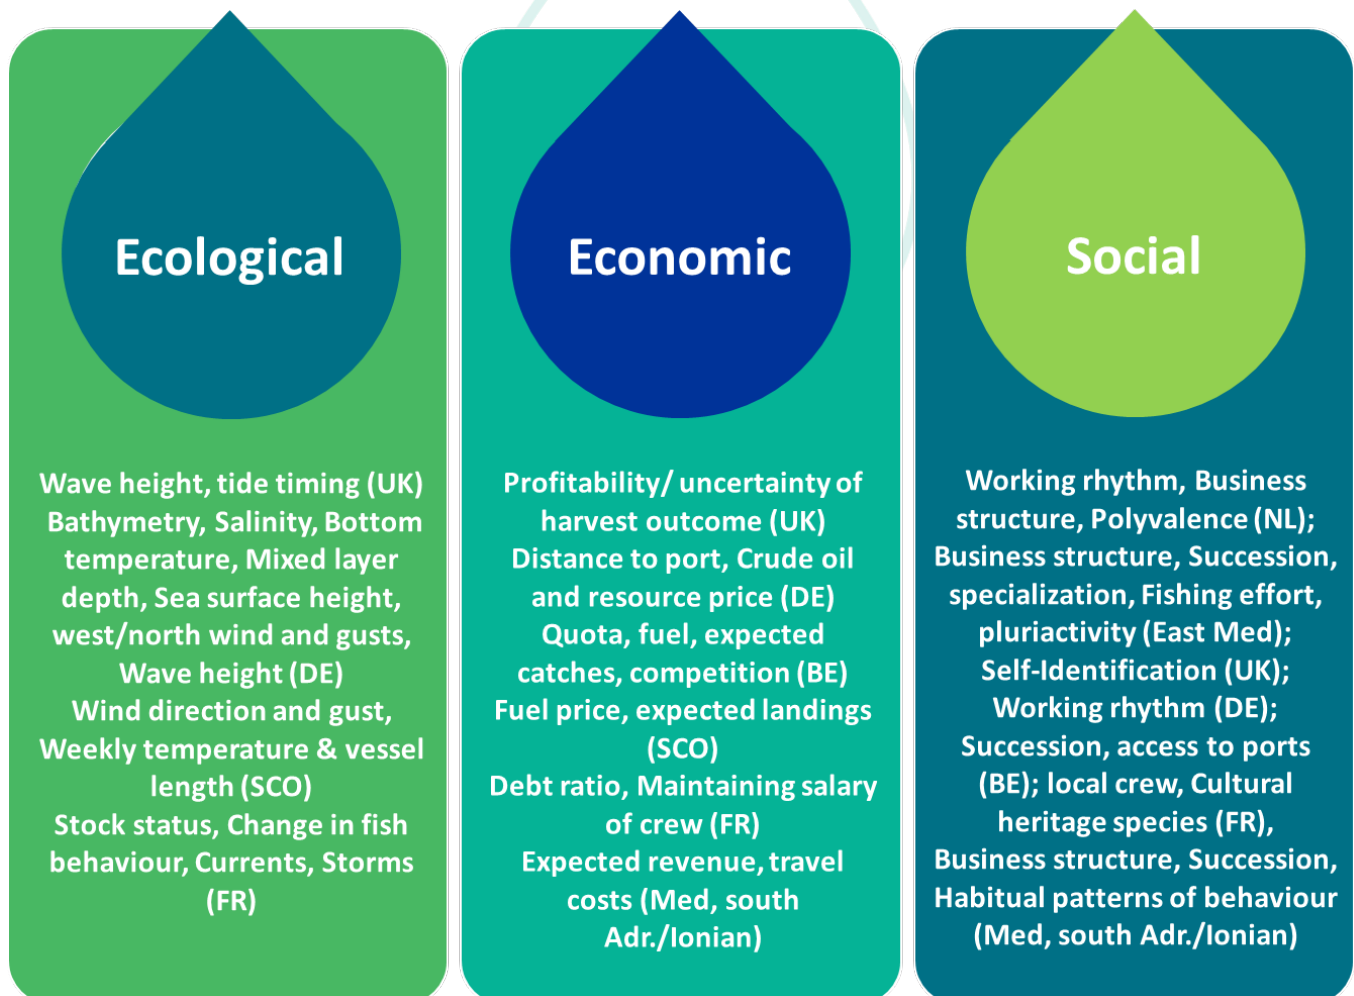 Ecological
Wave height, tide timing (UK)
Bathymetry, Salinity, Bottom
temperature, Mixed layer
depth, Sea surface height,
west/north wind and gusts,
Wave height (DE)
Wind direction and gust,
Weekly temperature & vessel
length (SCO)
Stock status, Change in fish
behaviour, Currents, Storms
(FR)
Economic
Profitability/ uncertainty of
harvest outcome (UK)
Distance to port, Crude oil
and resource price (DE)
Quota, fuel, expected
catches, competition (BE)
Fuel price, expected landings
(SCO)
Debt ratio, Maintaining salary
of crew (FR)
Expected revenue, travel
costs (Med, south
Adr./Ionian)
Social
Working rhythm, Business
structure, Polyvalence (NL);
Business structure, Succession,
specialization, Fishing effort,
pluriactivity (East Med);
Self-Identification (UK);
Working rhythm (DE);
Succession, access to ports
(BE); local crew, Cultural
heritage species (FR),
Business structure, Succession,
Habitual patterns of behaviour
(Med, south Adr./Ionian)